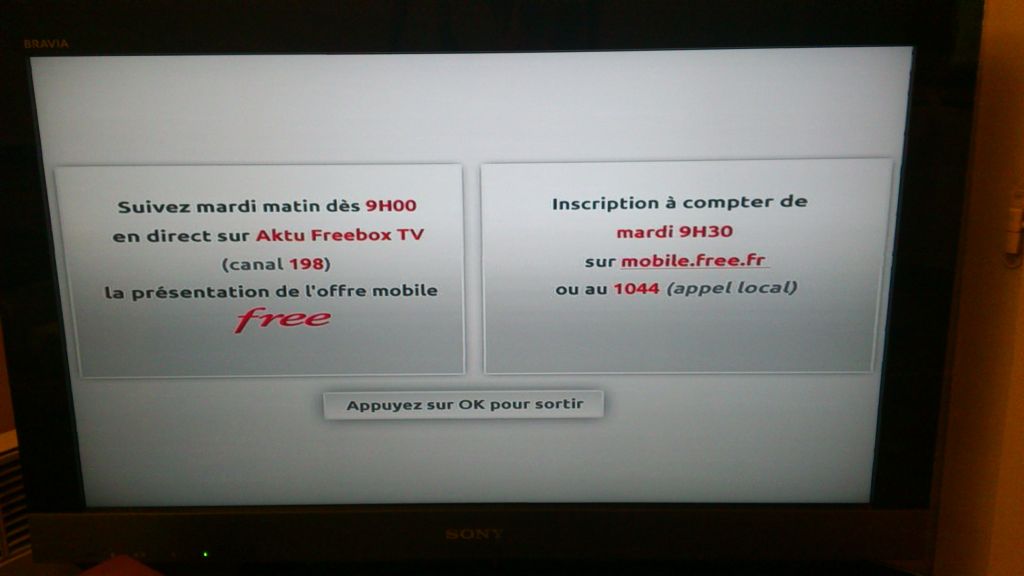 BRAVIA
Suivez mardi matin dès 9H00
en direct sur Aktu Freebox TV
(canal 198)
la présentation de l'offre mobile
free
Inscription à compter de
mardi 9H30
sur mobile.free.fr
ou au 1044 (appel local)
Appuyez sur OK pour sortir
SONY